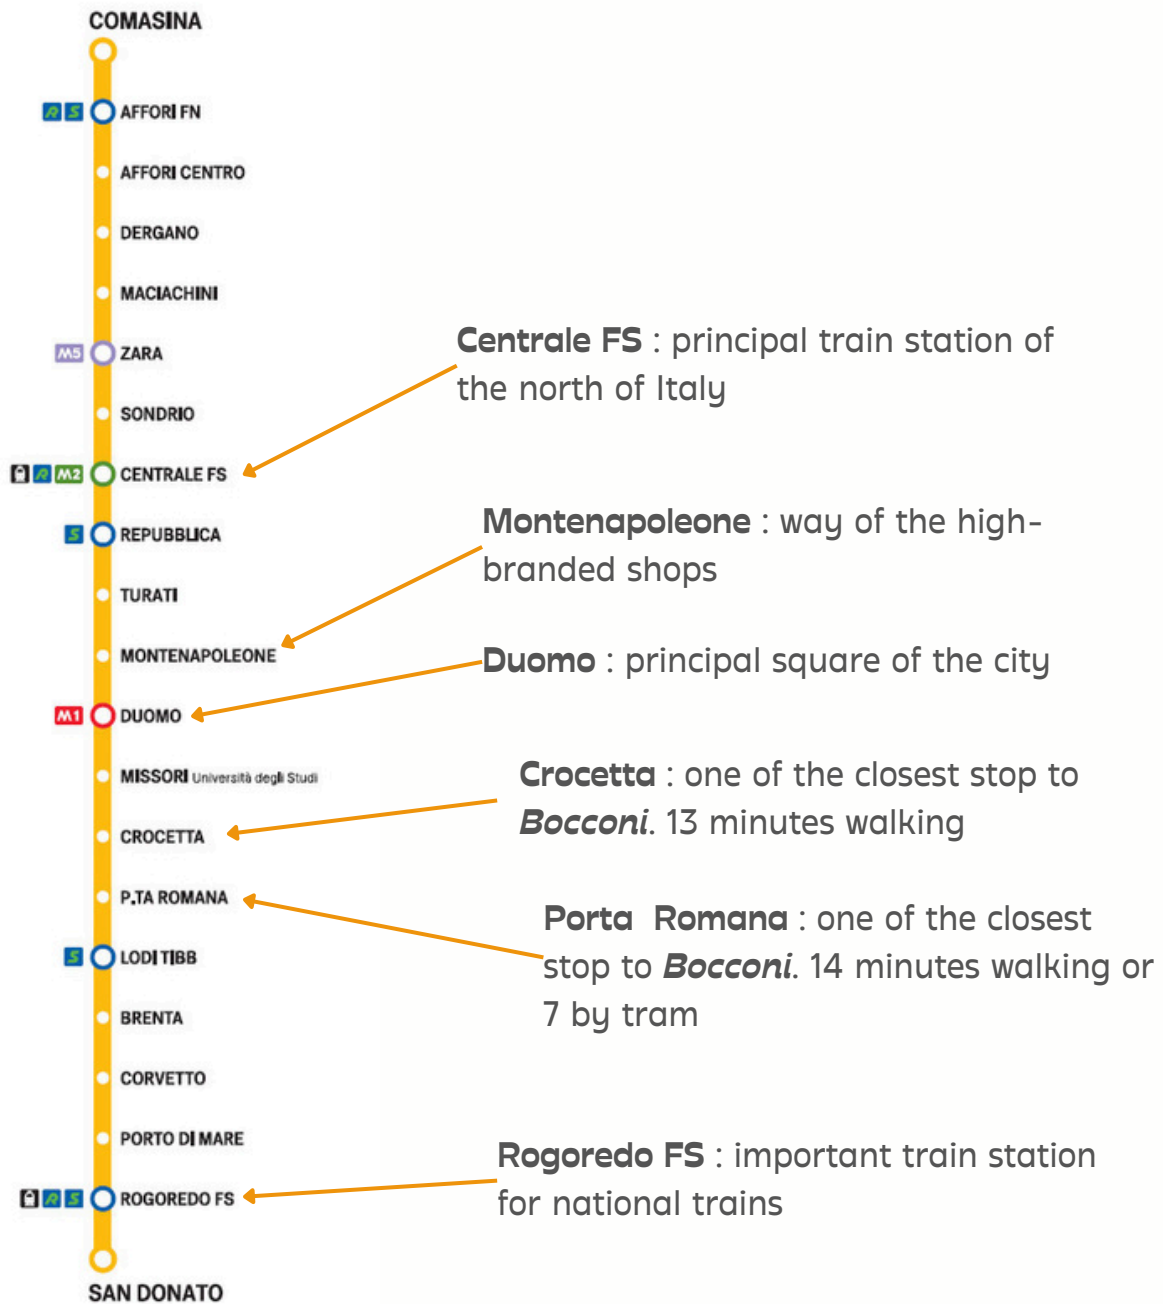 COMASINA
R S AFFORI FN
AFFORI CENTRO
DERGANO
MACIACHINI
M5 ZARA
SONDRIO
R M2 CENTRALE FS
S REPUBBLICA
TURATI
MONTENAPOLEONE
M1 DUOMO
MISSORI Università degli Studi
CROCETTA
P.TA ROMANA
S LODI TIBB
BRENTA
CORVETTO
PORTO DI MARE
R S ROGOREDO FS
SAN DONATO
Centrale FS : principal train station of
the north of Italy
Montenapoleone : way of the high-
branded shops
Duomo : principal square of the city
Crocetta : one of the closest stop to
Bocconi. 13 minutes walking
Porta Romana : one of the closest
stop to Bocconi. 14 minutes walking or
7 by tram
Rogoredo FS : important train station
for national trains